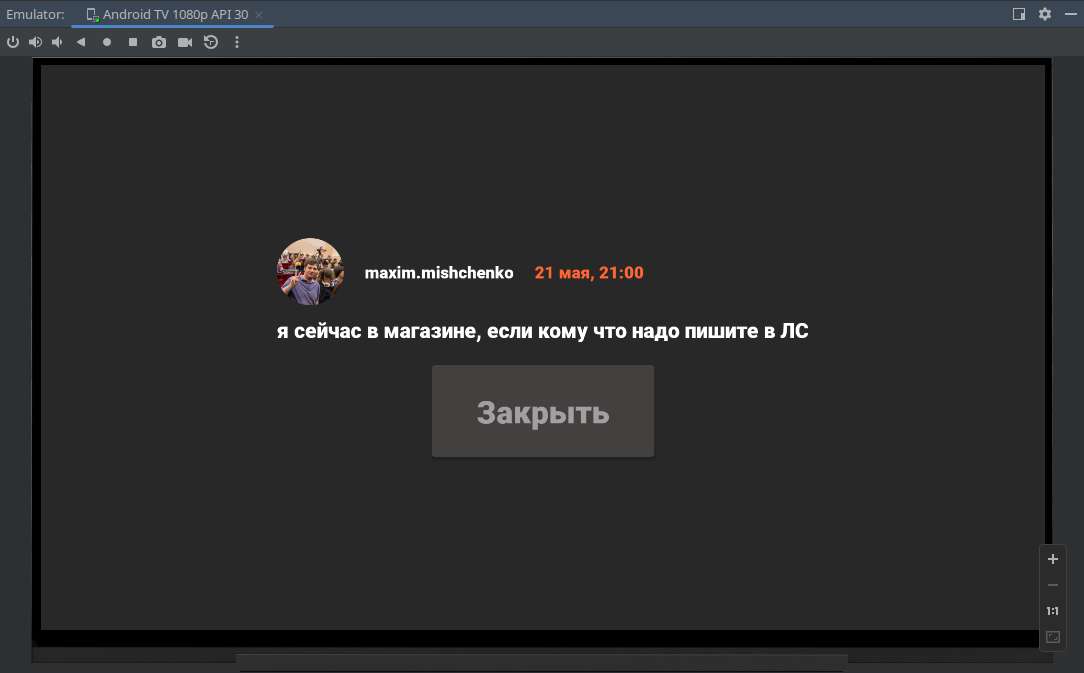 Emulator: Android TV 1080p API 30
maxim.mishchenko 21 мая, 21:00
я сейчас в магазине, если кому что надо пишите в ЛС
Закрыть
1:1